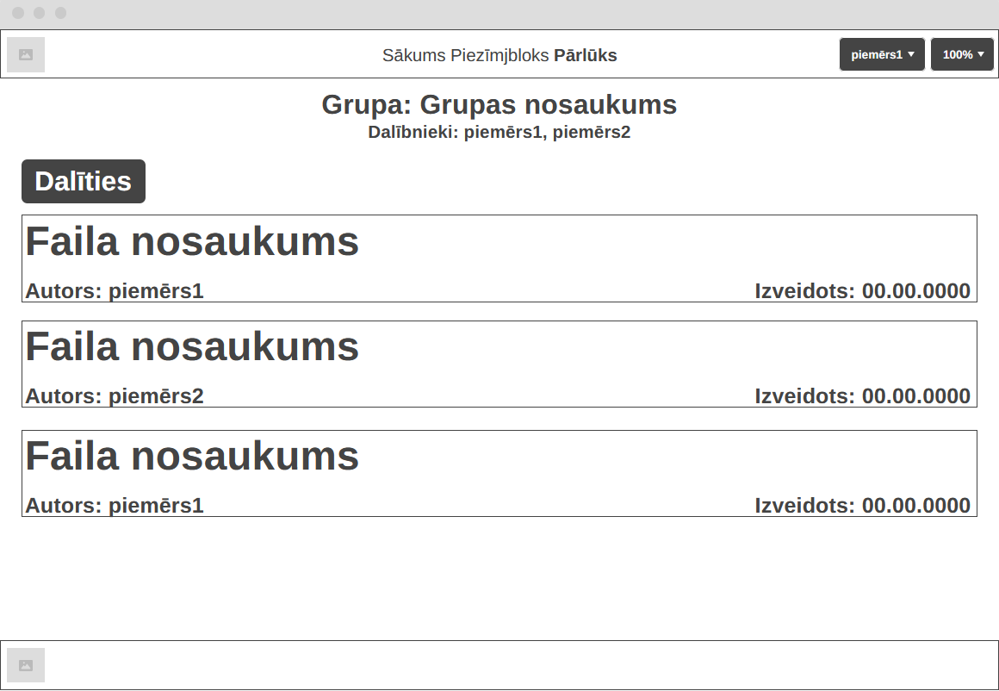 Sākums Piezīmjbloks Pārlūks
piemērs1
100%
Grupa: Grupas nosaukums
Dalībnieki: piemērs1, piemērs2
Dalīties
Faila nosaukums
Autors: piemērs1 Izveidots: 00.00.0000
Faila nosaukums
Autors: piemērs2 Izveidots: 00.00.0000
Faila nosaukums
Autors: piemērs1 Izveidots: 00.00.0000